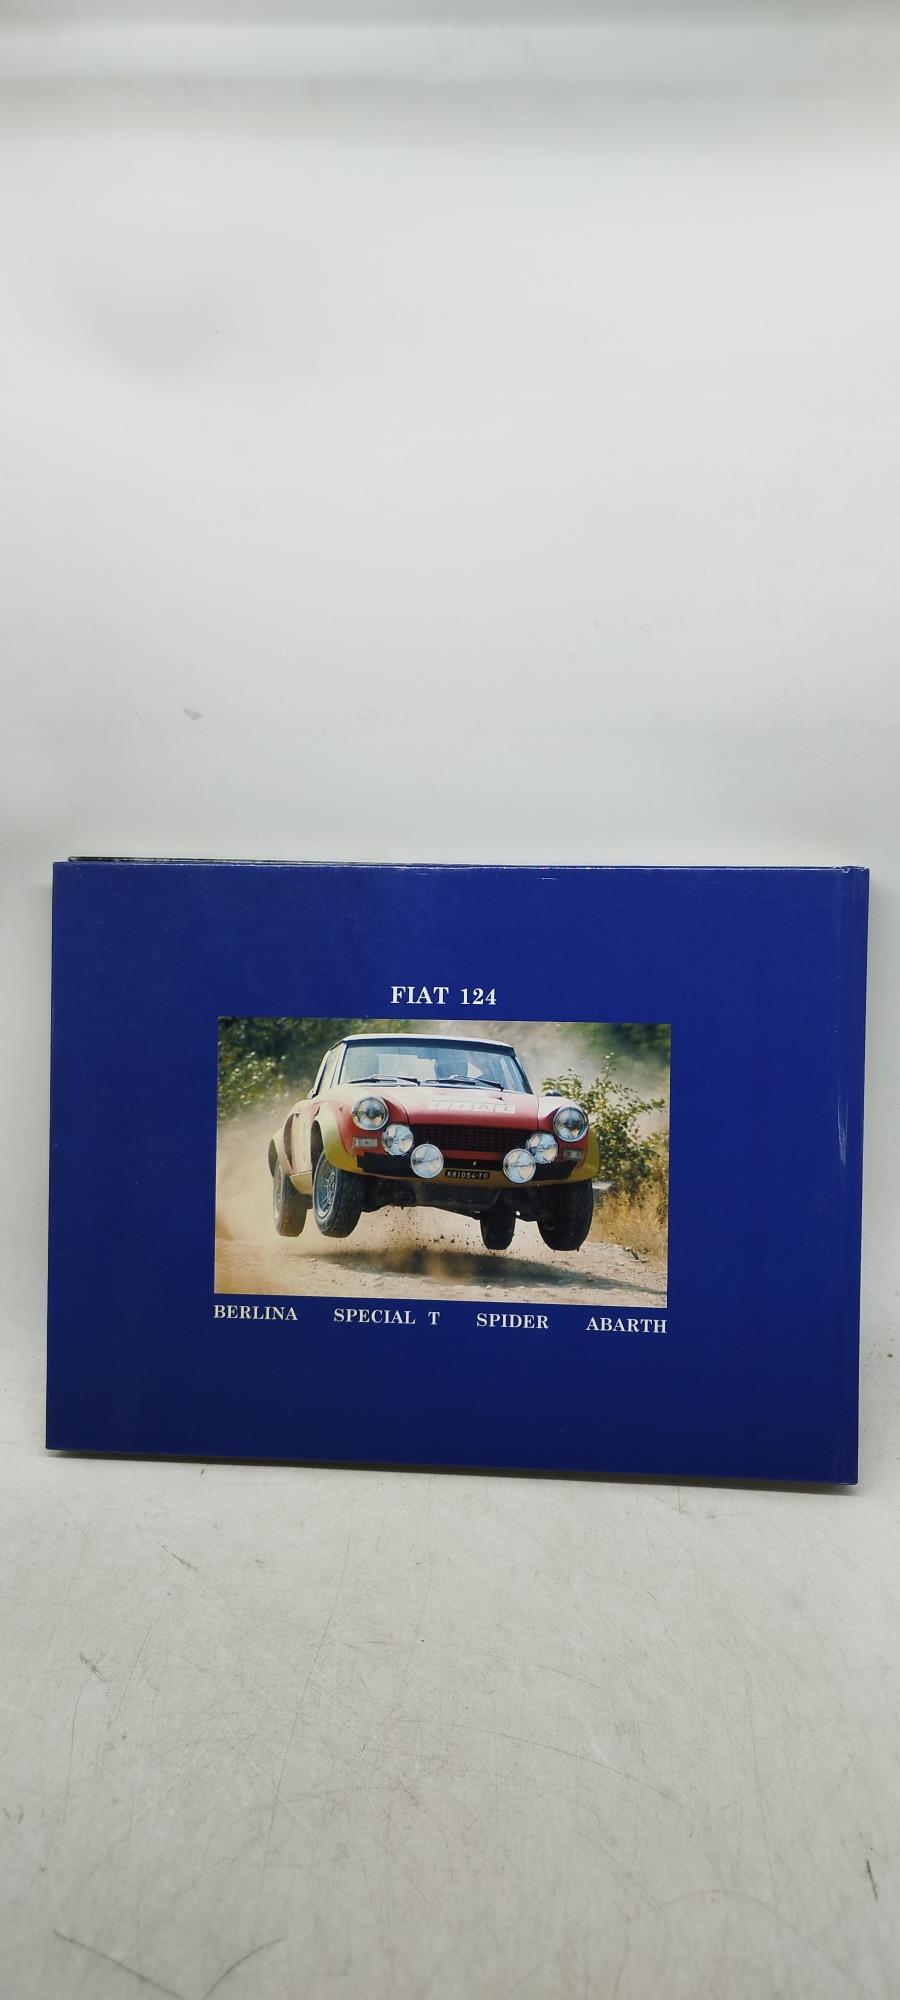 FIAT 124
FIAT
K81054·TO
BERLINA SPECIAL T SPIDER ABARTH